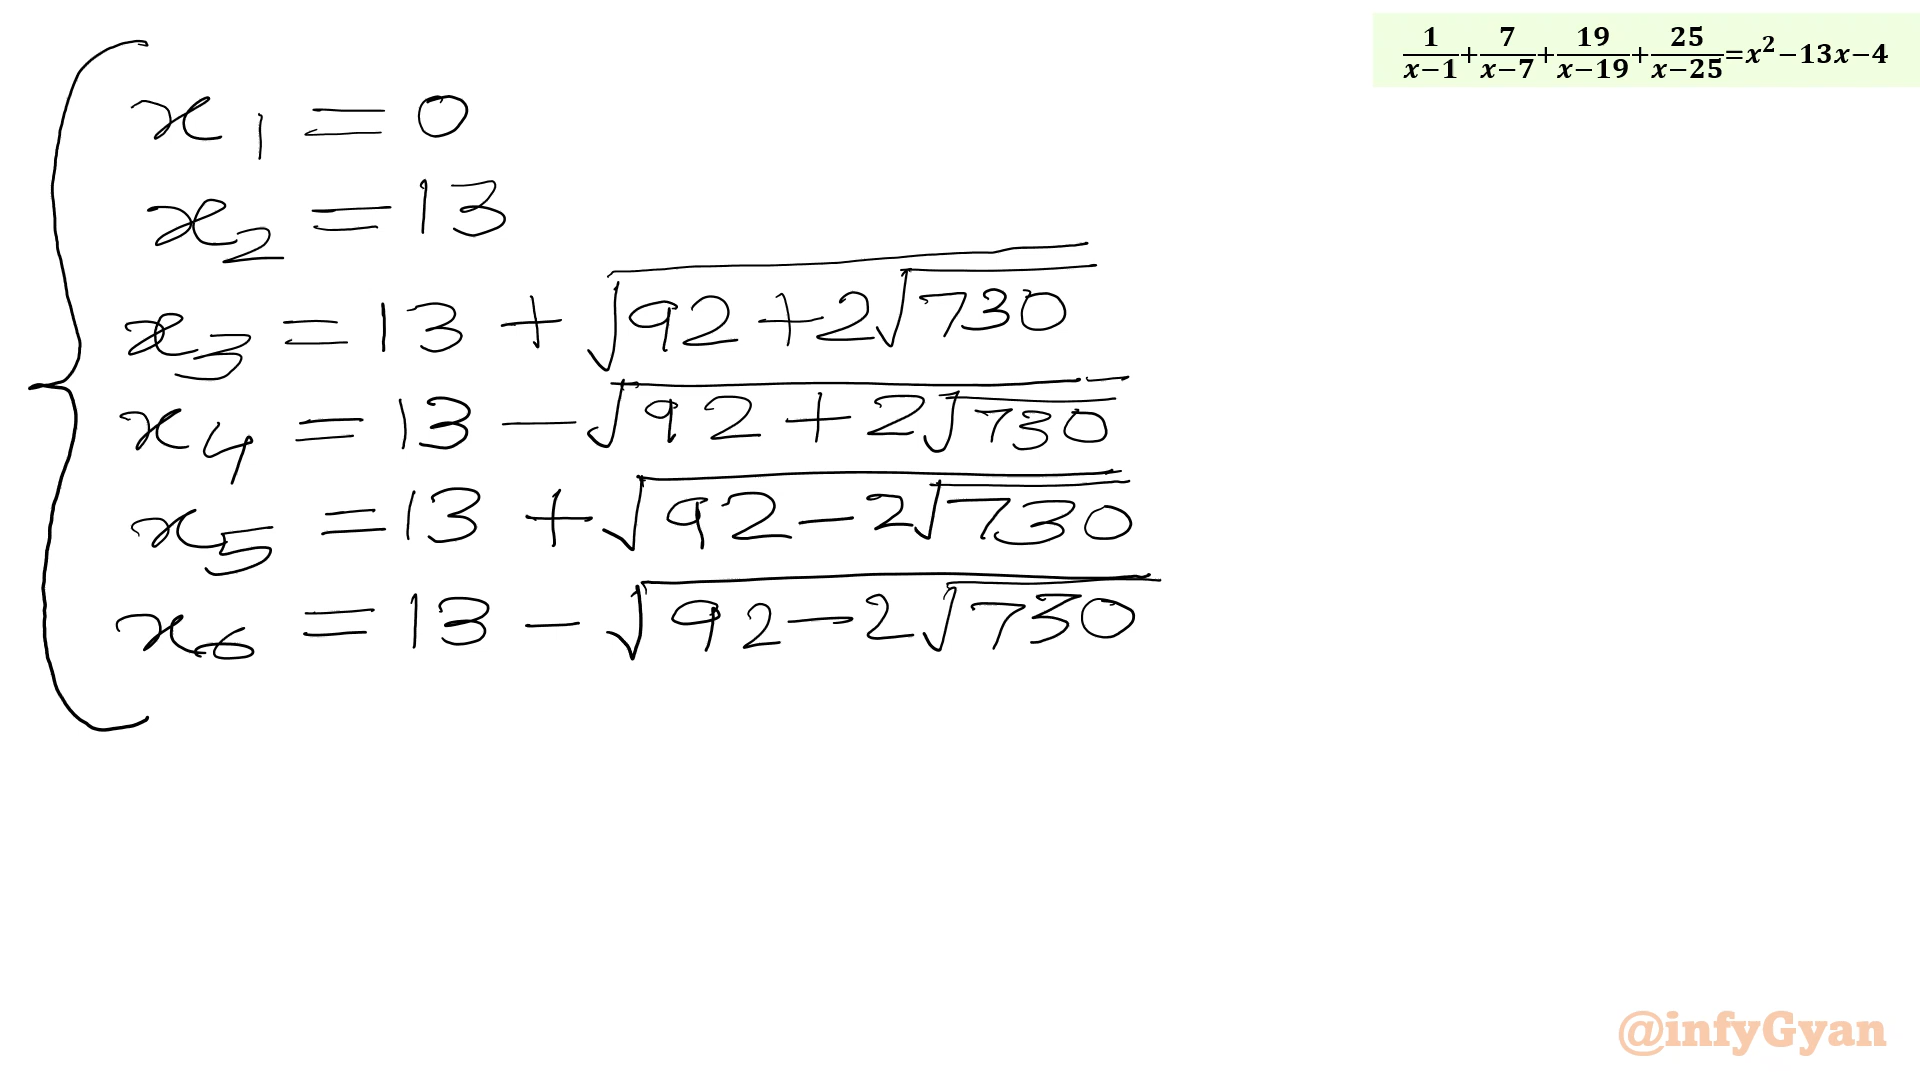 1/(x−1)+7/(x−7)+19/(x−19)+25/(x−25)=x²−13x−4
x₁ = 0
x₂ = 13
x₃ = 13 + √(92 + 2√730)
x₄ = 13 − √(92 + 2√730)
x₅ = 13 + √(92 − 2√730)
x₆ = 13 − √(92 − 2√730)
@infyGyan